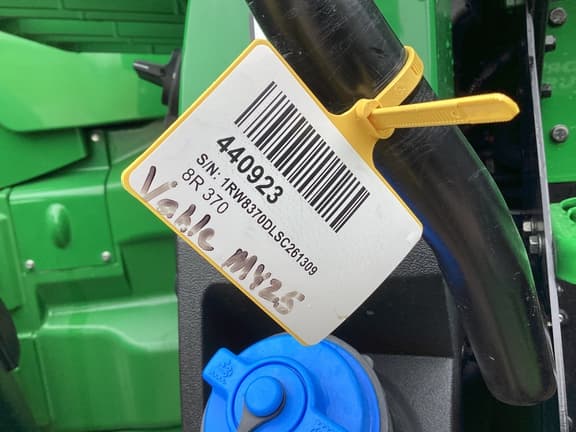 440923
S/N: 1RW8370DLSC261309
8R 370
Viable MY25